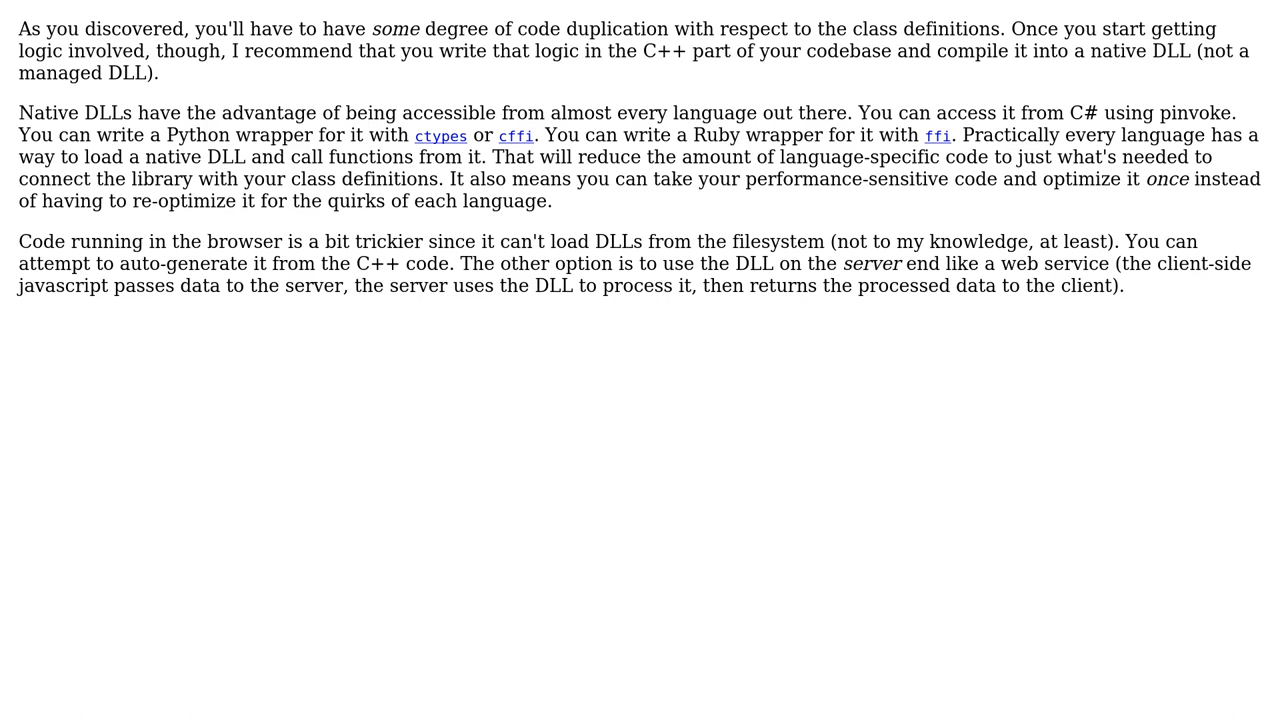 As you discovered, you'll have to have some degree of code duplication with respect to the class definitions. Once you start getting
logic involved, though, I recommend that you write that logic in the C++ part of your codebase and compile it into a native DLL (not a
managed DLL).
Native DLLs have the advantage of being accessible from almost every language out there. You can access it from C# using pinvoke.
You can write a Python wrapper for it with ctypes or cffi. You can write a Ruby wrapper for it with ffi. Practically every language has a
way to load a native DLL and call functions from it. That will reduce the amount of language-specific code to just what's needed to
connect the library with your class definitions. It also means you can take your performance-sensitive code and optimize it once instead
of having to re-optimize it for the quirks of each language.
Code running in the browser is a bit trickier since it can't load DLLs from the filesystem (not to my knowledge, at least). You can
attempt to auto-generate it from the C++ code. The other option is to use the DLL on the server end like a web service (the client-side
javascript passes data to the server, the server uses the DLL to process it, then returns the processed data to the client).